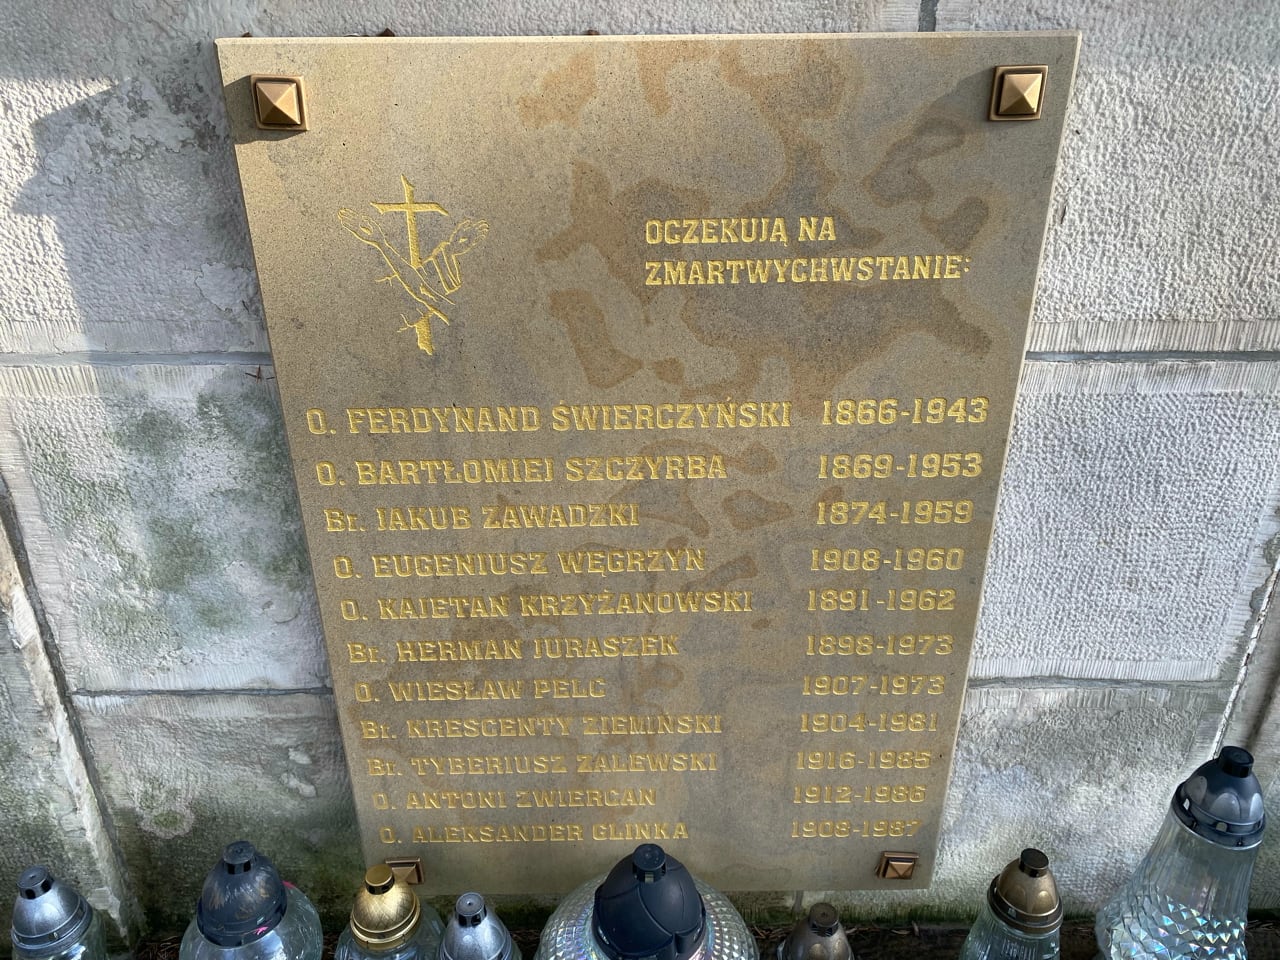 OCZEKUJĄ NA
ZMARTWYCHWSTANIE:
O. FERDYNAND ŚWIERCZYŃSKI 1866-1943
O. BARTŁOMIEJ SZCZYRBA 1869-1953
Br. JAKUB ZAWADZKI 1874-1959
O. EUGENIUSZ WĘGRZYN 1908-1960
O. KAJETAN KRZYŻANOWSKI 1891-1962
Br. HERMAN JURASZEK 1898-1973
O. WIESŁAW PELC 1907-1973
Br. KRESCENTY ZIEMIŃSKI 1904-1981
Br. TYBERIUSZ ZALEWSKI 1916-1985
O. ANTONI ZWIERCAN 1912-1986
O. ALEKSANDER GLINKA 1908-1987